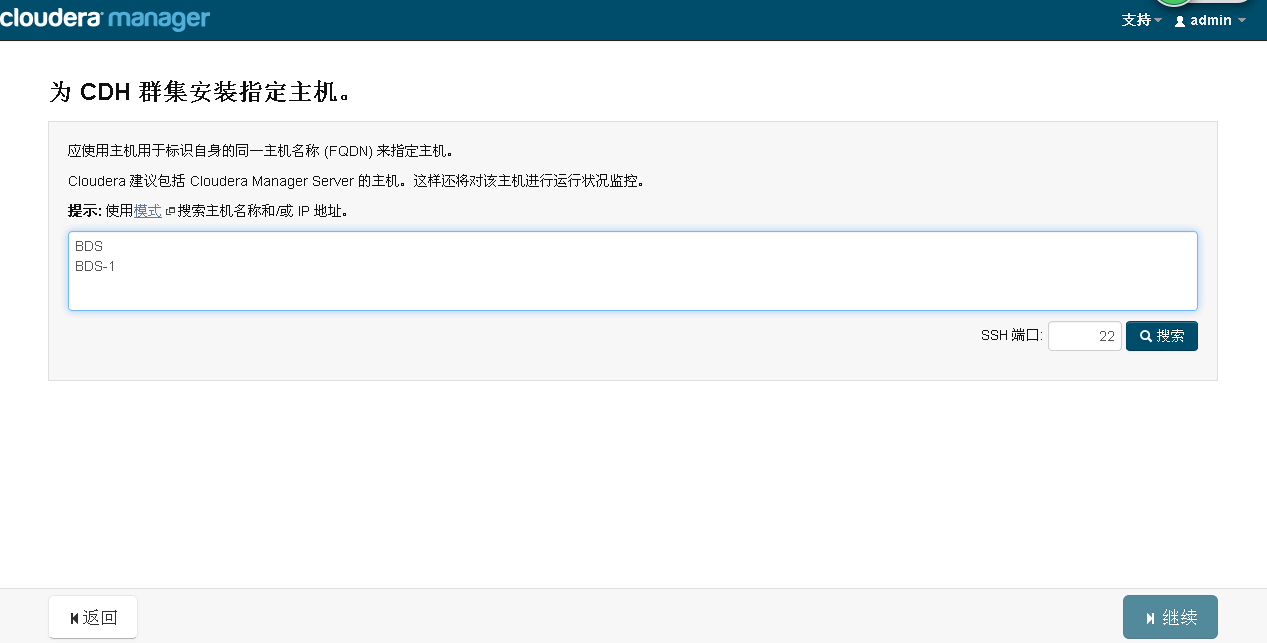 cloudera manager
支持 admin
为 CDH 群集安装指定主机。
应使用主机用于标识自身的同一主机名称 (FQDN) 来指定主机。
Cloudera 建议包括 Cloudera Manager Server 的主机。这样还将对该主机进行运行状况监控。
提示: 使用模式搜索主机名称和/或 IP 地址。
BDS
BDS-1
SSH 端口: 22 搜索
返回 继续